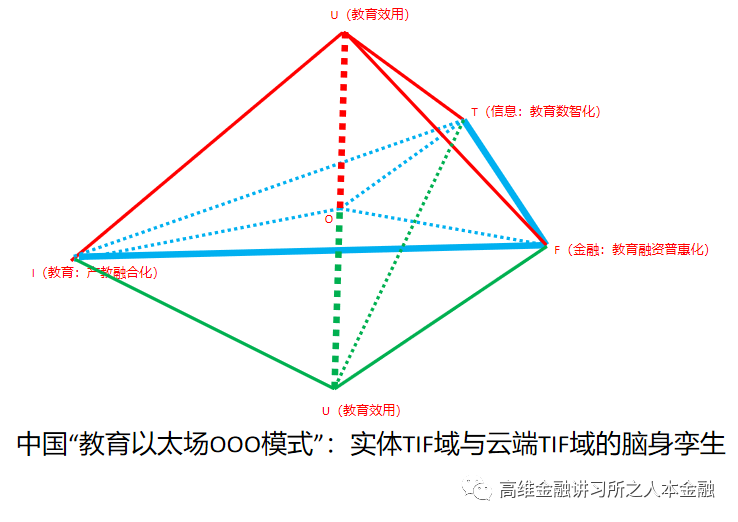 U（教育效用）
T（信息：教育数智化）
O
F（金融：教育融资普惠化）
I（教育：产教融合化）
U（教育效用）
中国“教育以太场OOO模式”：实体TIF域与云端TIF域的脑身孪生
高维金融讲习所之人本金融